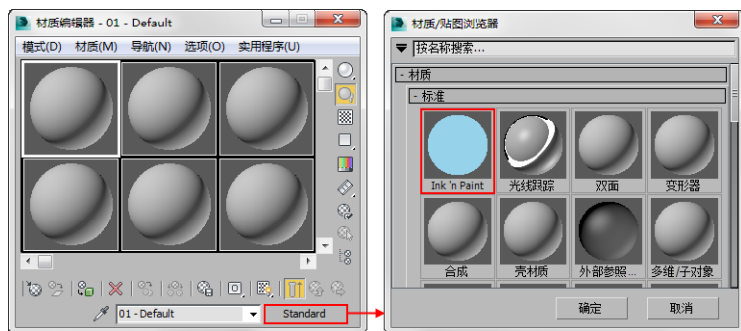 材质编辑器 - 01 - Default
模式(D) 材质(M) 导航(N) 选项(O) 实用程序(U)
01 - Default
Standard
材质/贴图浏览器
按名称搜索...
- 材质
- 标准
Ink 'n Paint 光线跟踪 双面 变形器
合成 壳材质 外部参照... 多维/子对象
确定 取消